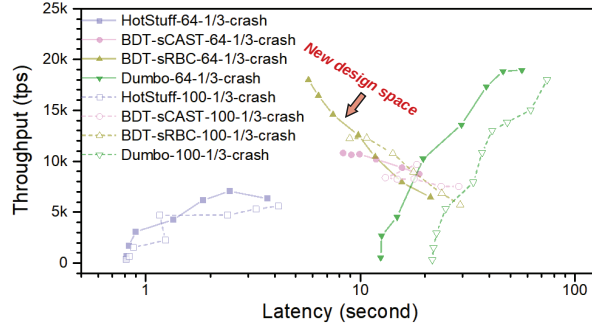 HotStuff-64-1/3-crash
BDT-sCAST-64-1/3-crash
BDT-sRBC-64-1/3-crash
Dumbo-64-1/3-crash
HotStuff-100-1/3-crash
BDT-sCAST-100-1/3-crash
BDT-sRBC-100-1/3-crash
Dumbo-100-1/3-crash
New design space
Throughput (tps)
25k
20k
15k
10k
5k
0
1
10
100
Latency (second)